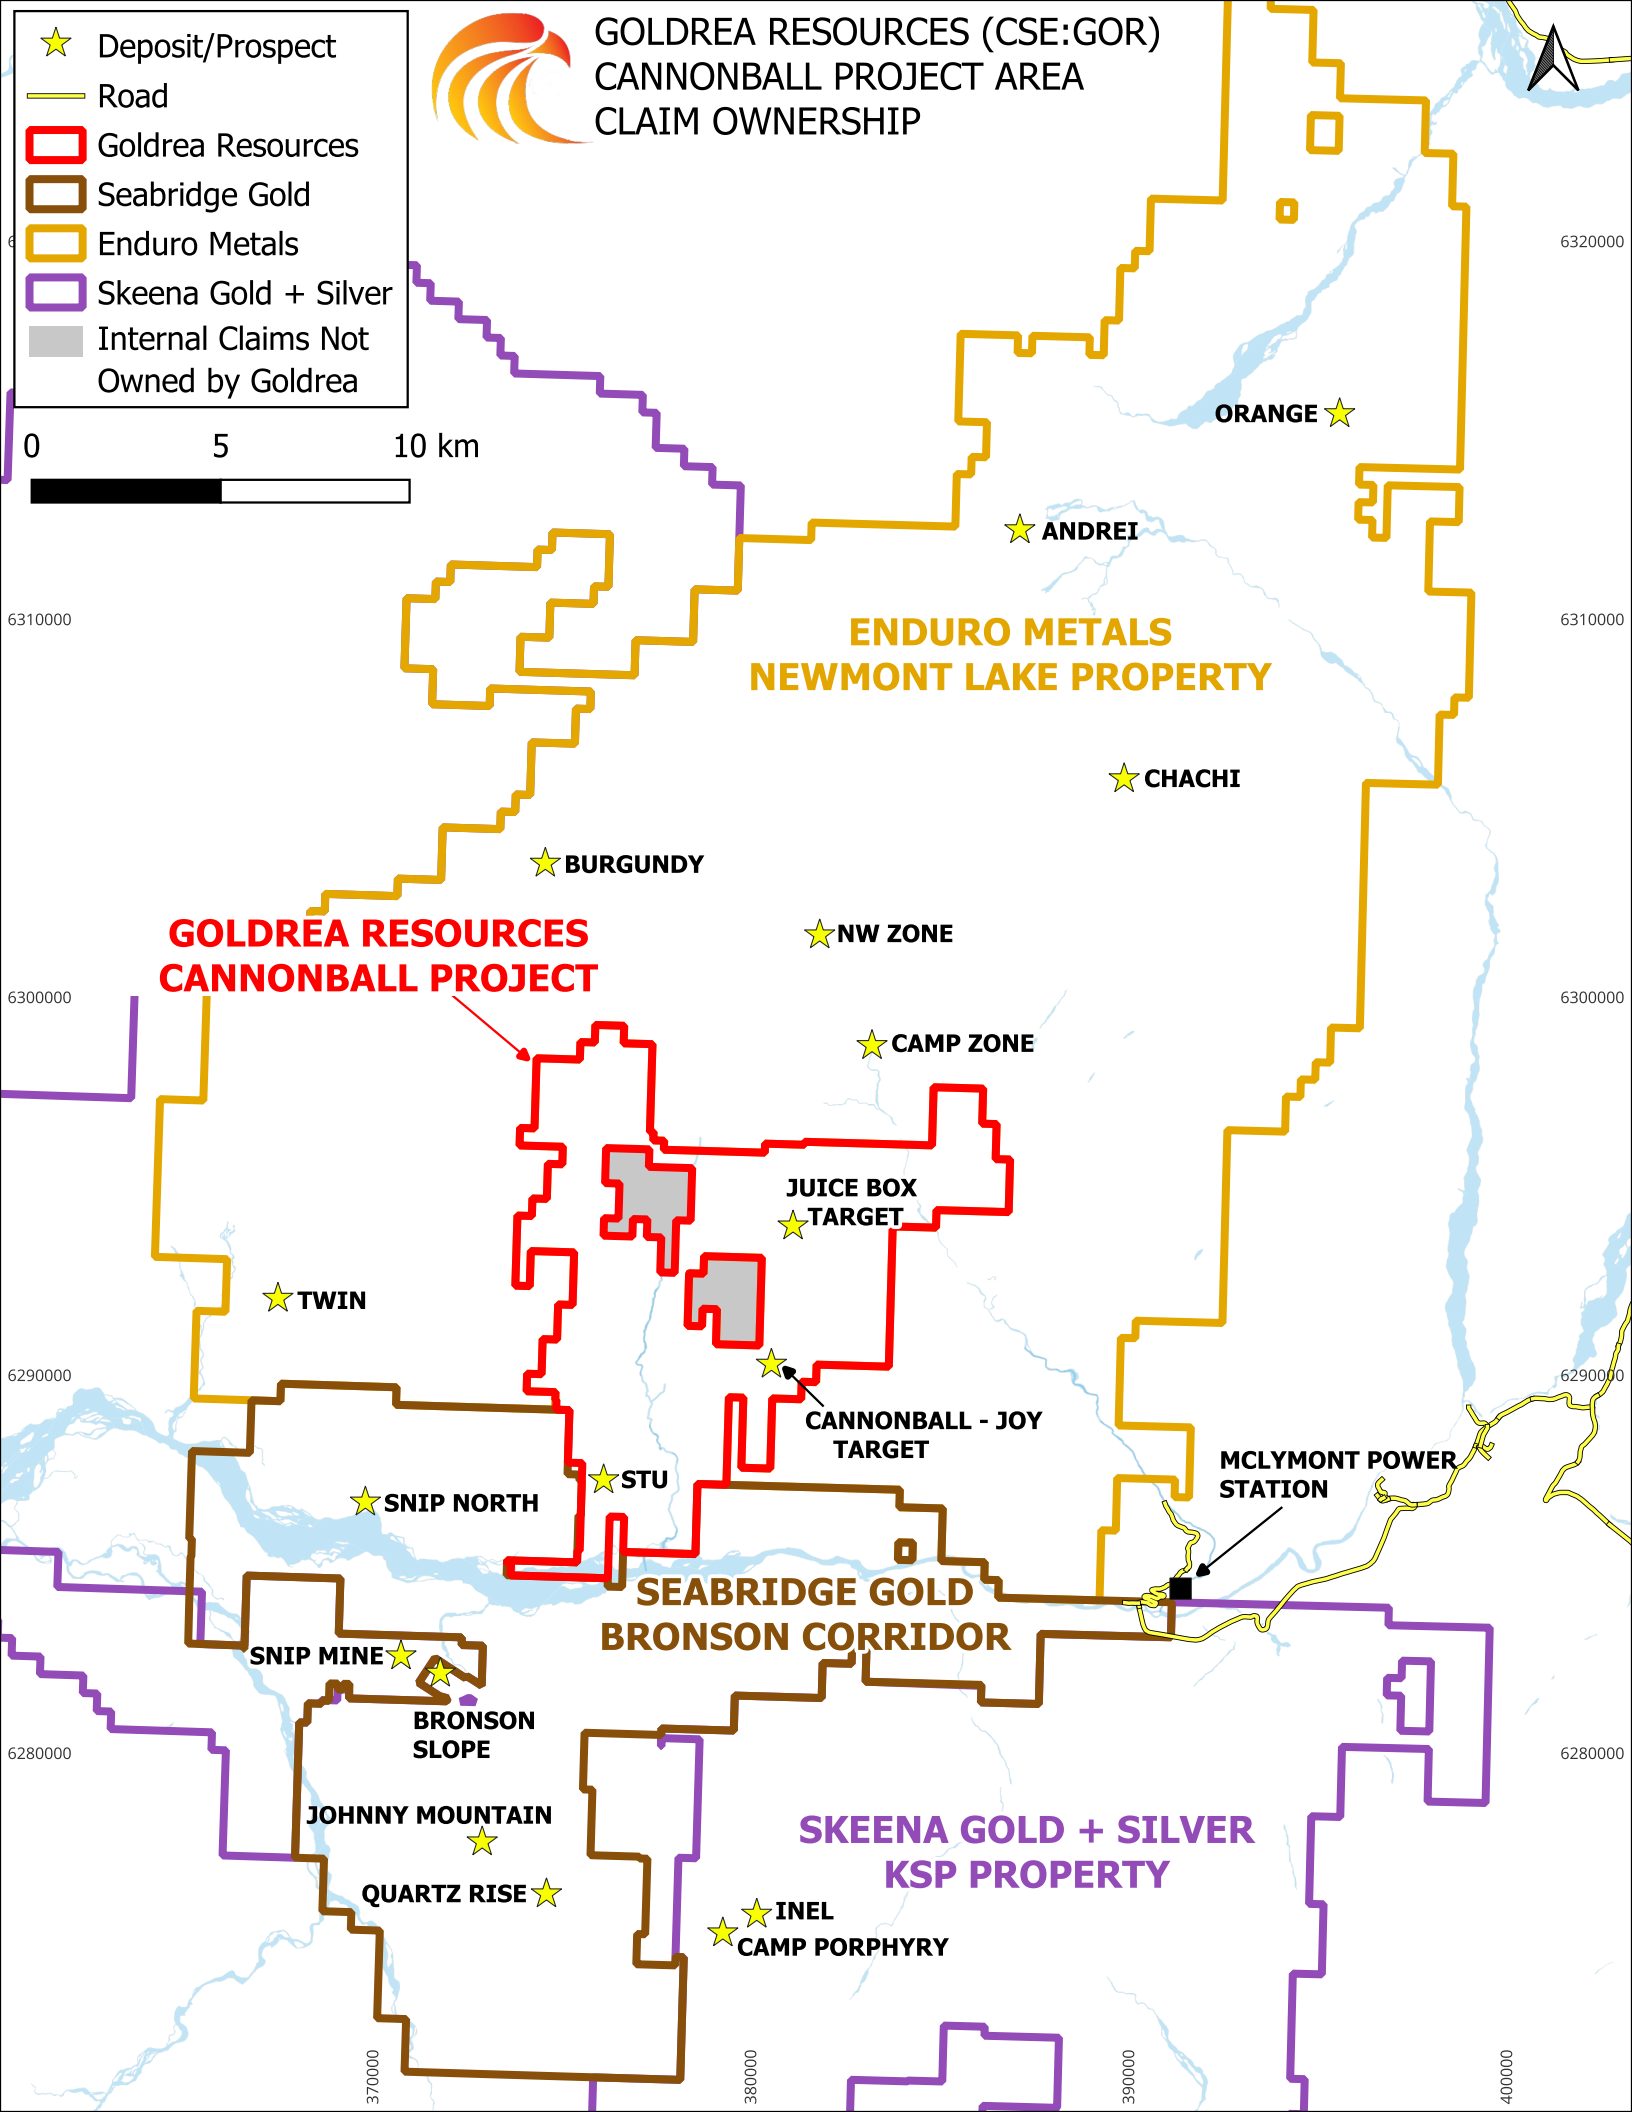 GOLDREA RESOURCES (CSE:GOR)
CANNONBALL PROJECT AREA
CLAIM OWNERSHIP
Deposit/Prospect
Road
Goldrea Resources
Seabridge Gold
Enduro Metals
Skeena Gold + Silver
Internal Claims Not
Owned by Goldrea
0 5 10 km
6320000
ORANGE
ANDREI
6310000
6310000
ENDURO METALS
NEWMONT LAKE PROPERTY
CHACHI
BURGUNDY
GOLDREA RESOURCES
CANNONBALL PROJECT
NW ZONE
6300000
6300000
CAMP ZONE
JUICE BOX
TARGET
TWIN
6290000
6290000
CANNONBALL - JOY
TARGET
MCLYMONT POWER
STATION
STU
SNIP NORTH
SEABRIDGE GOLD
BRONSON CORRIDOR
SNIP MINE
BRONSON
SLOPE
6280000
6280000
JOHNNY MOUNTAIN
SKEENA GOLD + SILVER
KSP PROPERTY
QUARTZ RISE
INEL
CAMP PORPHYRY
370000
380000
390000
400000